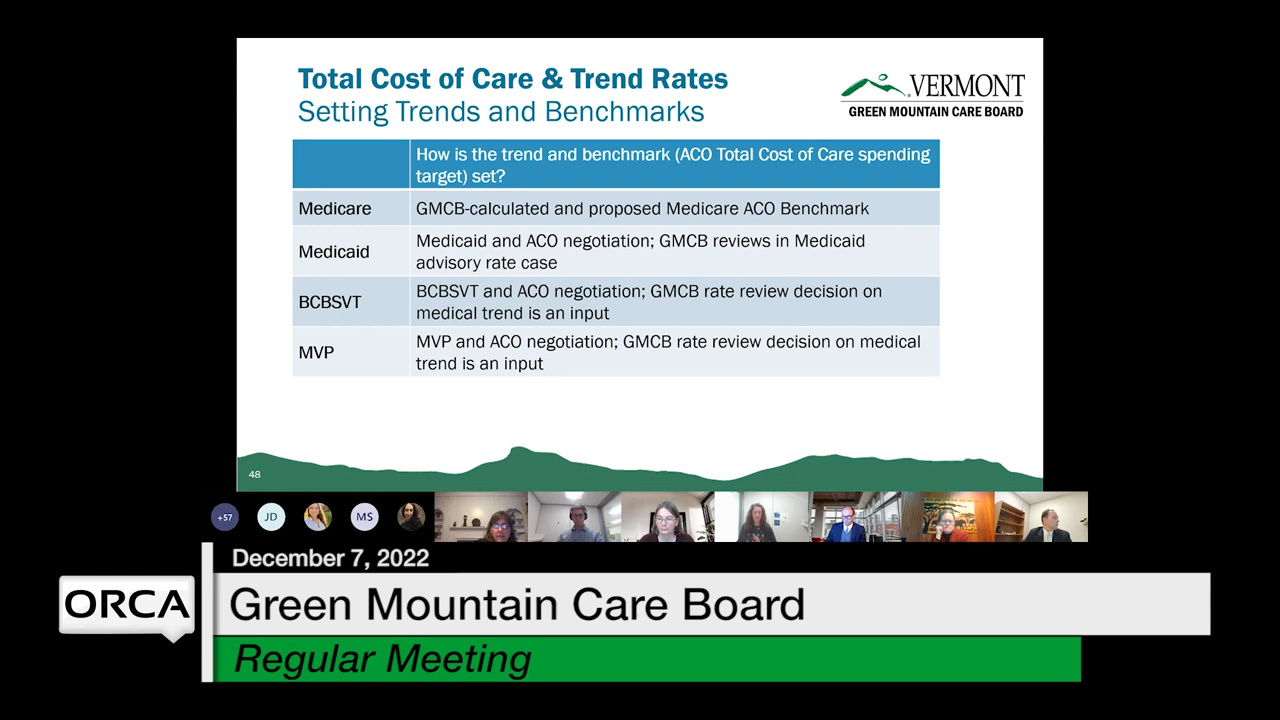 Total Cost of Care & Trend Rates
Setting Trends and Benchmarks
VERMONT
GREEN MOUNTAIN CARE BOARD
How is the trend and benchmark (ACO Total Cost of Care spending
target) set?
Medicare
GMCB-calculated and proposed Medicare ACO Benchmark
Medicaid
Medicaid and ACO negotiation; GMCB reviews in Medicaid
advisory rate case
BCBSVT
BCBSVT and ACO negotiation; GMCB rate review decision on
medical trend is an input
MVP
MVP and ACO negotiation; GMCB rate review decision on medical
trend is an input
48
+57
JD
MS
December 7, 2022
ORCA
Green Mountain Care Board
Regular Meeting